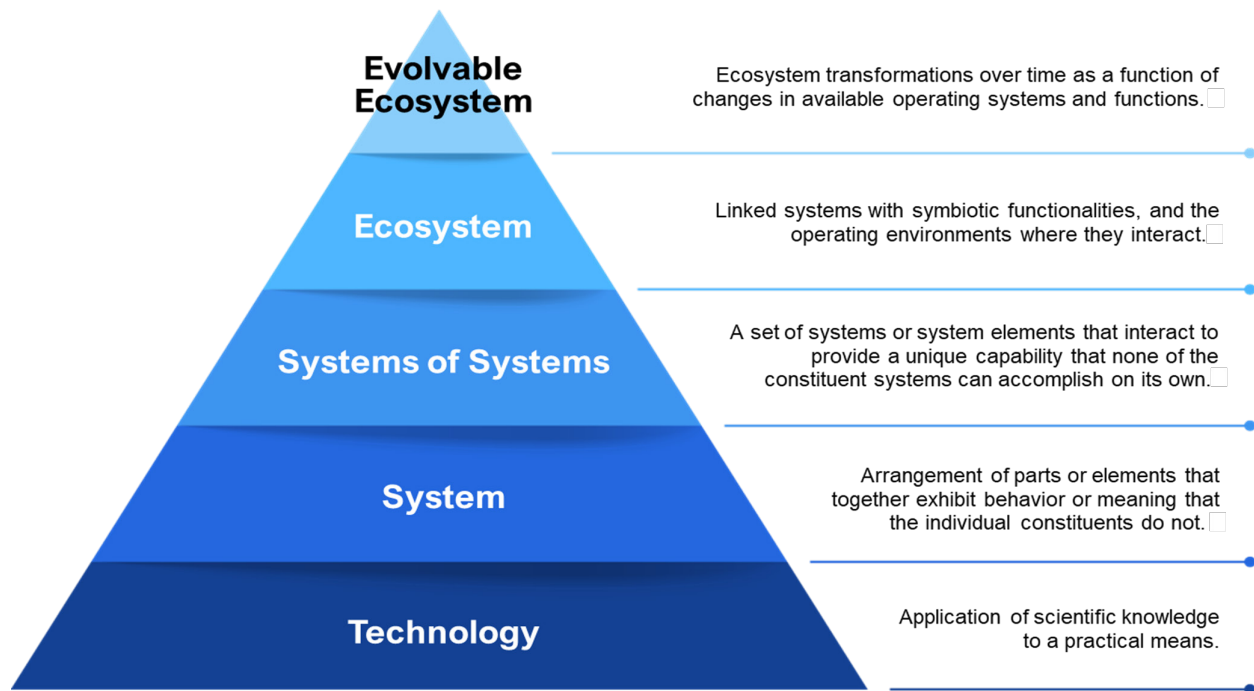 Evolvable
Ecosystem
Ecosystem transformations over time as a function of
changes in available operating systems and functions.
Ecosystem
Linked systems with symbiotic functionalities, and the
operating environments where they interact.
Systems of Systems
A set of systems or system elements that interact to
provide a unique capability that none of the
constituent systems can accomplish on its own.
System
Arrangement of parts or elements that
together exhibit behavior or meaning that
the individual constituents do not.
Technology
Application of scientific knowledge
to a practical means.